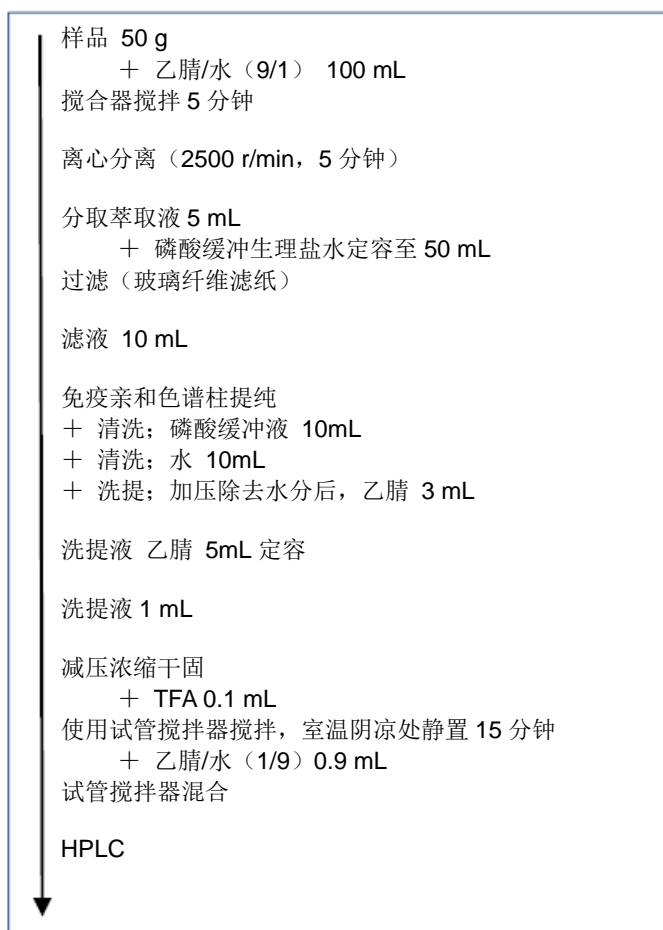 样品 50 g
＋ 乙腈/水（9/1） 100 mL
搅合器搅拌 5 分钟
离心分离（2500 r/min，5 分钟）
分取萃取液 5 mL
＋ 磷酸缓冲生理盐水定容至 50 mL
过滤（玻璃纤维滤纸）
滤液 10 mL
免疫亲和色谱柱提纯
＋ 清洗；磷酸缓冲液 10mL
＋ 清洗；水 10mL
＋ 洗提；加压除去水分后，乙腈 3 mL
洗提液 乙腈 5mL 定容
洗提液 1 mL
减压浓缩干固
＋ TFA 0.1 mL
使用试管搅拌器搅拌，室温阴凉处静置 15 分钟
＋ 乙腈/水（1/9）0.9 mL
试管搅拌器混合
HPLC